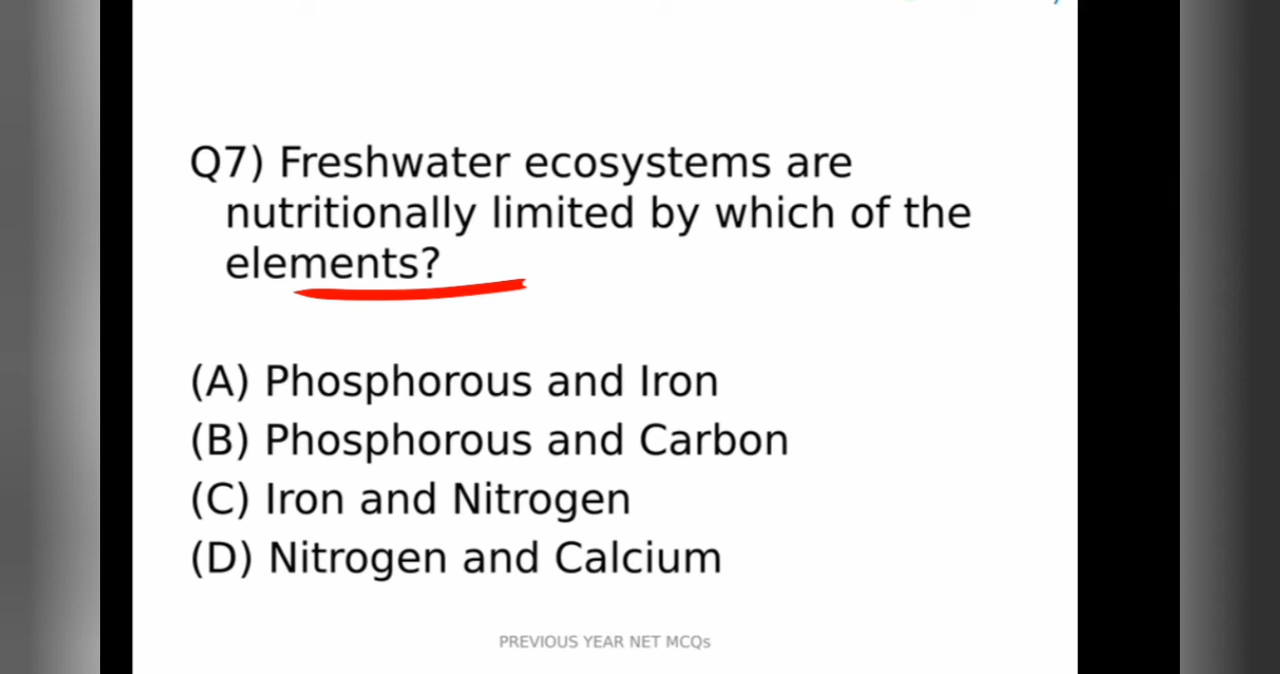 Q7) Freshwater ecosystems are
nutritionally limited by which of the
elements?
(A) Phosphorous and Iron
(B) Phosphorous and Carbon
(C) Iron and Nitrogen
(D) Nitrogen and Calcium
PREVIOUS YEAR NET MCQs